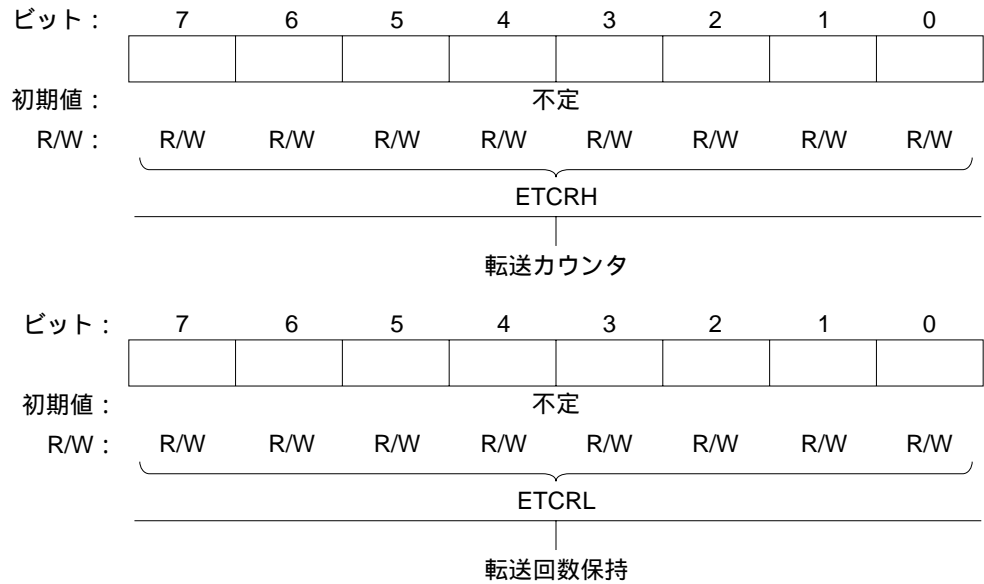 ビット： 7 6 5 4 3 2 1 0
初期値： 不定
R/W： R/W R/W R/W R/W R/W R/W R/W R/W
ETCRH
転送カウンタ
ビット： 7 6 5 4 3 2 1 0
初期値： 不定
R/W： R/W R/W R/W R/W R/W R/W R/W R/W
ETCRL
転送回数保持